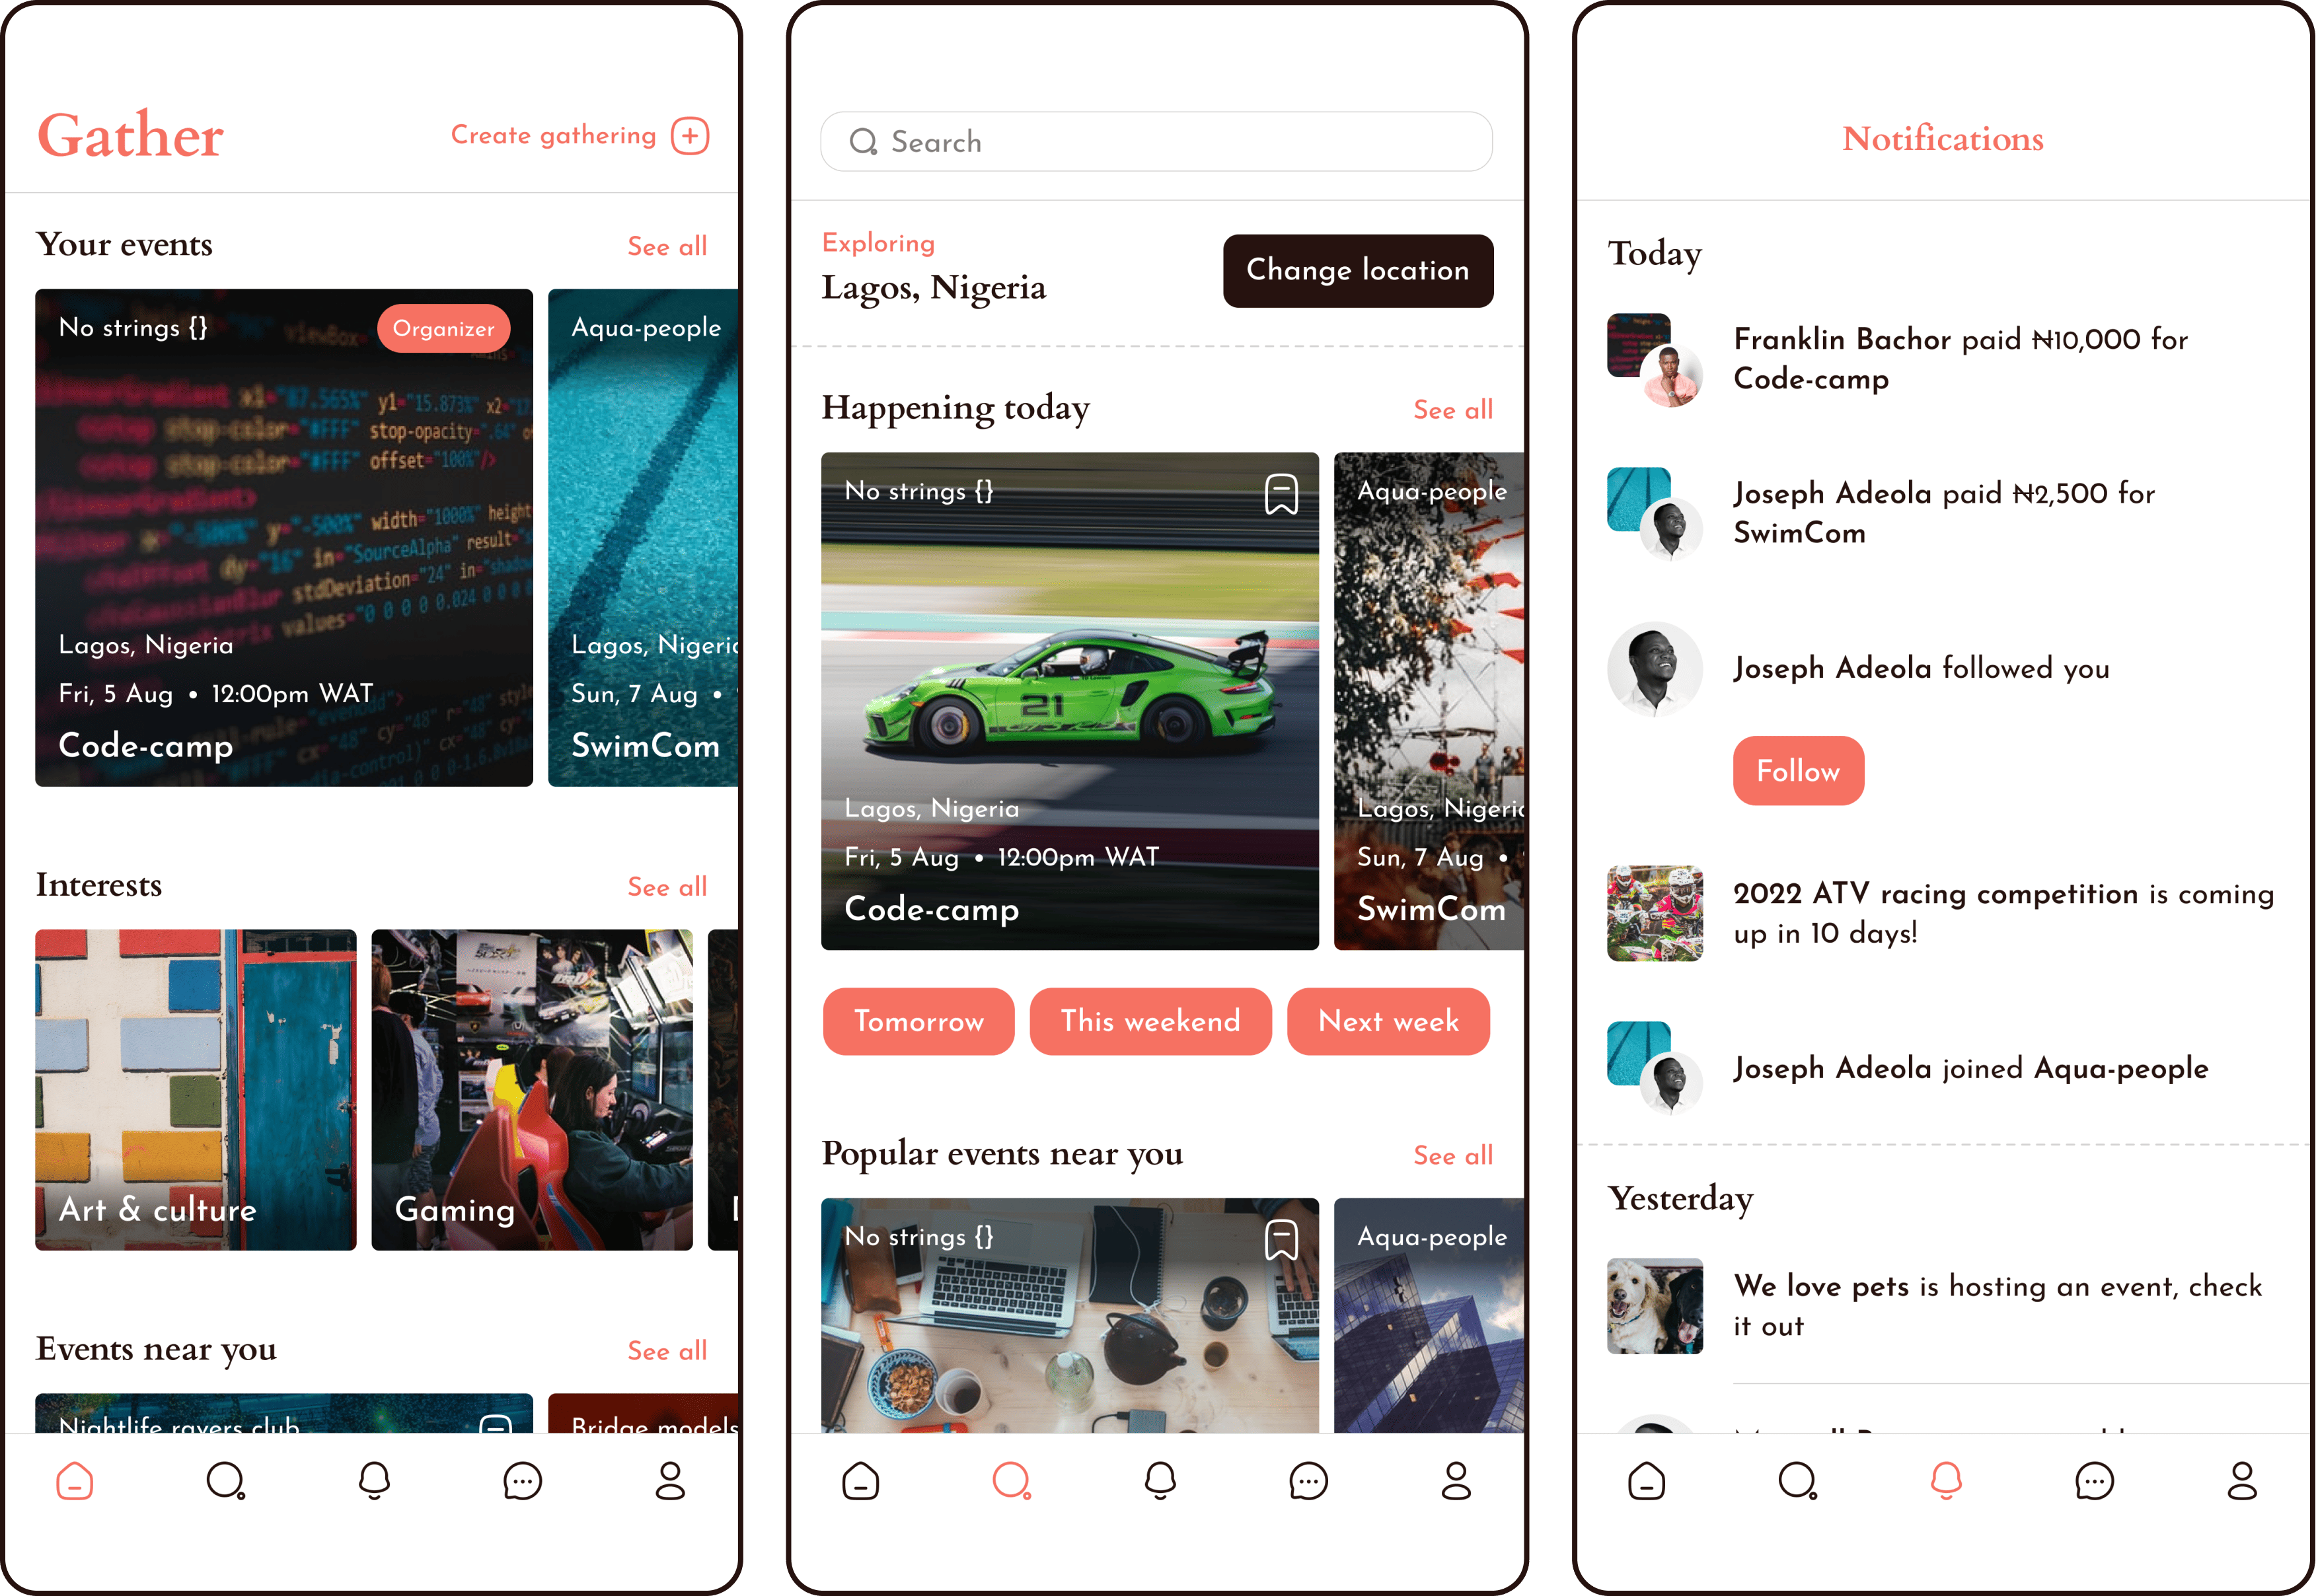 Gather
Create gathering
Your events
See all
No strings {}
Organizer
Lagos, Nigeria
Fri, 5 Aug • 12:00pm WAT
Code-camp
Aqua-people
Lagos, Nigeria
Sun, 7 Aug •
SwimCom
Interests
See all
Art & culture
Gaming
Events near you
See all
Nightlife ravers club
Bridge models
Search
Exploring
Lagos, Nigeria
Change location
Happening today
See all
No strings {}
21
Lagos, Nigeria
Fri, 5 Aug • 12:00pm WAT
Code-camp
Aqua-people
Lagos, Nigeria
Sun, 7 Aug •
SwimCom
Tomorrow
This weekend
Next week
Popular events near you
See all
No strings {}
Aqua-people
Notifications
Today
Franklin Bachor paid ₦10,000 for
Code-camp
Joseph Adeola paid ₦2,500 for
SwimCom
Joseph Adeola followed you
Follow
2022 ATV racing competition is coming
up in 10 days!
Joseph Adeola joined Aqua-people
Yesterday
We love pets is hosting an event, check
it out